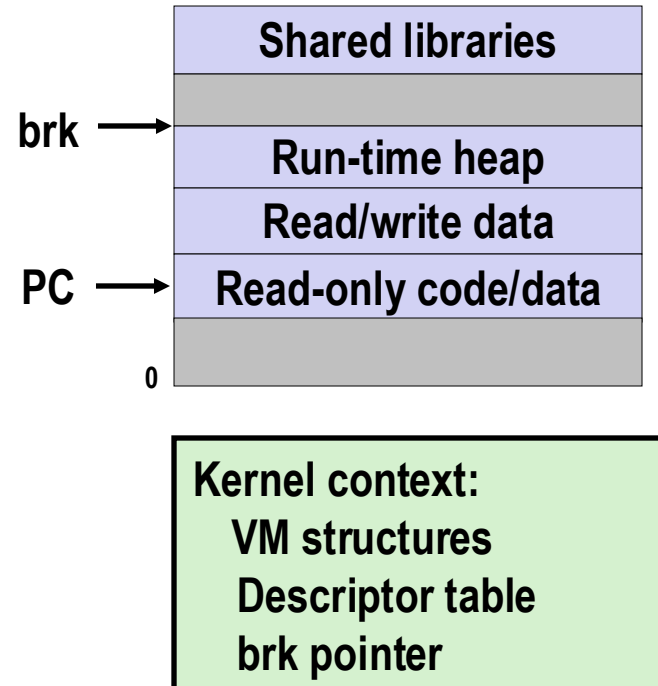 Shared libraries
brk
Run-time heap
Read/write data
PC
Read-only code/data
0
Kernel context:
VM structures
Descriptor table
brk pointer